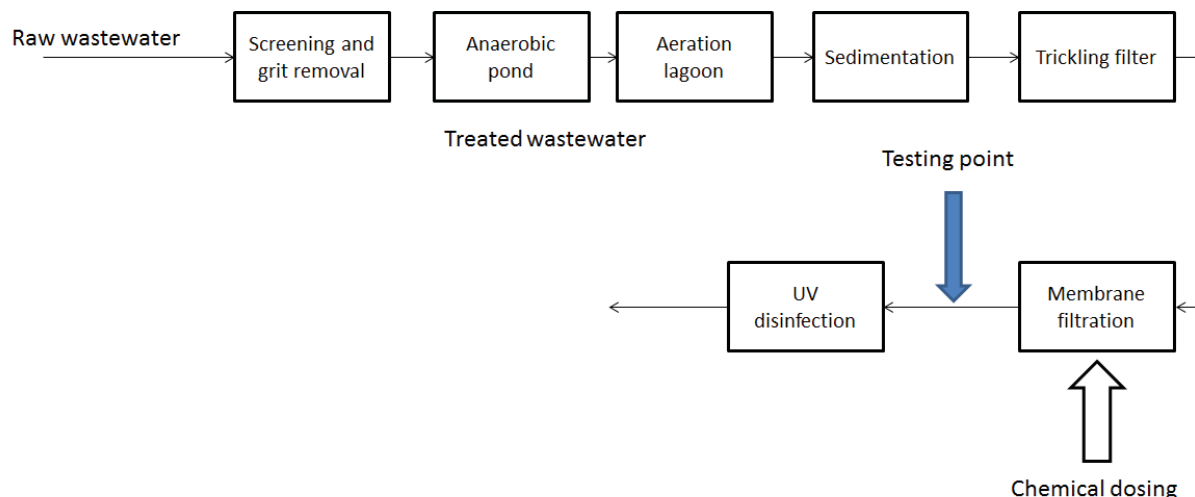 Raw wastewater
Screening and
grit removal
Anaerobic
pond
Aeration
lagoon
Sedimentation
Trickling filter
Treated wastewater
Testing point
UV
disinfection
Membrane
filtration
Chemical dosing